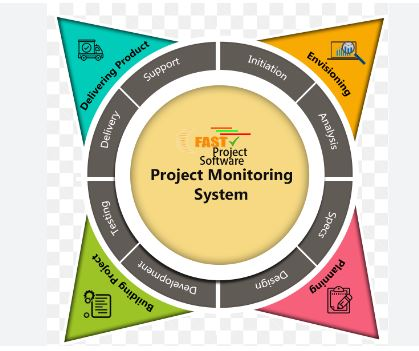 Delivering Product
Envisioning
Support
Initiation
Delivery
Analysis
FAST
Project
Software
Project Monitoring
System
Testing
Specs
Development
Design
Building Project
Planning